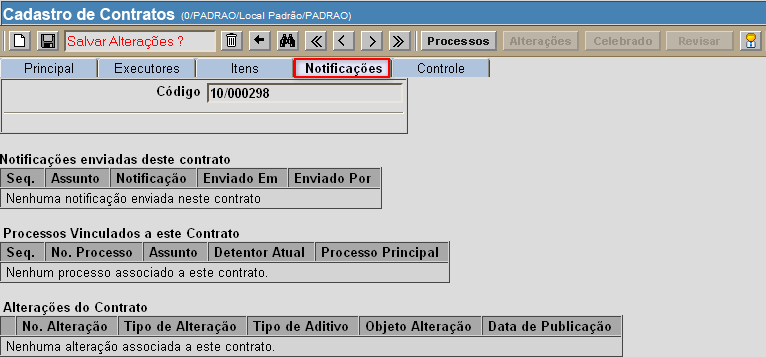 Cadastro de Contratos (0/PADRAO/Local Padrão/PADRAO)
Salvar Alterações ? Processos Alterações Celebrado Revisar
Principal Executores Itens Notificações Controle
Código 10/000298
Notificações enviadas deste contrato
Seq. Assunto Notificação Enviado Em Enviado Por
Nenhuma notificação enviada neste contrato
Processos Vinculados a este Contrato
Seq. No. Processo Assunto Detentor Atual Processo Principal
Nenhum processo associado a este contrato.
Alterações do Contrato
No. Alteração Tipo de Alteração Tipo de Aditivo Objeto Alteração Data de Publicação
Nenhuma alteração associada a este contrato.